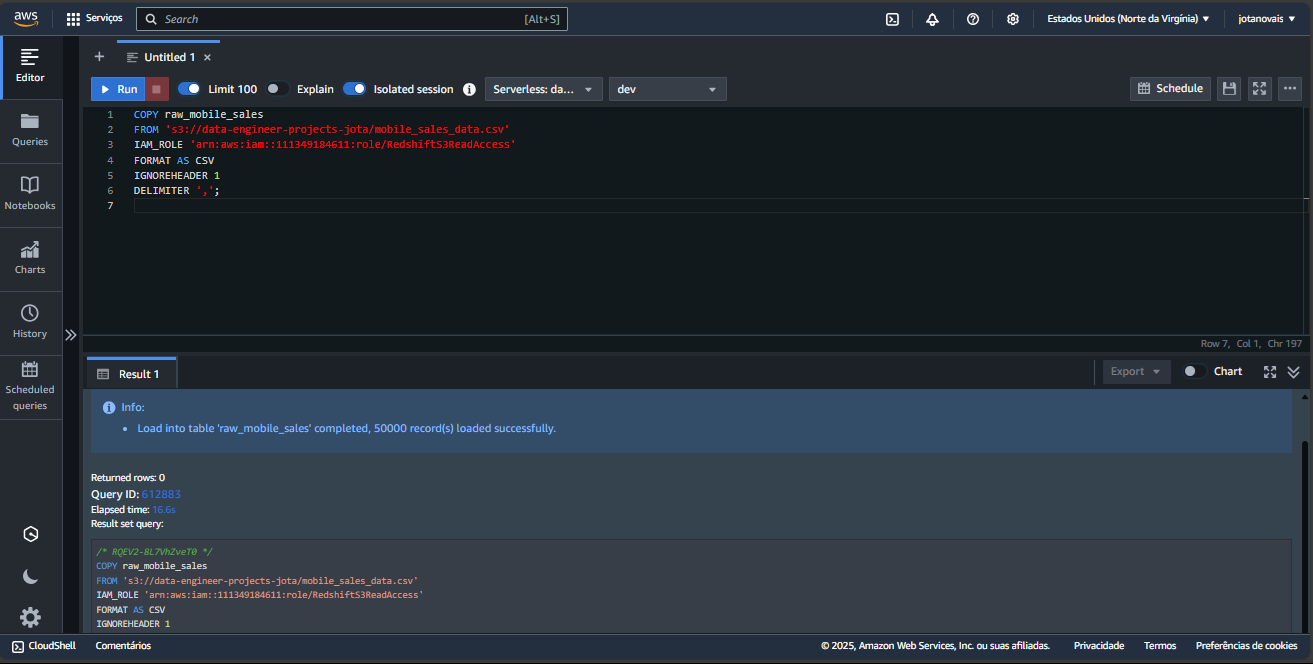 aws
Serviços
Search
[Alt+S]
Estados Unidos (Norte da Virgínia)
jotanovais
Editor
Queries
Notebooks
Charts
History
Scheduled
queries
Untitled 1
Run
Limit 100
Explain
Isolated session
Serverless: da...
dev
Schedule
1 COPY raw_mobile_sales
2 FROM 's3://data-engineer-projects-jota/mobile_sales_data.csv'
3 IAM_ROLE 'arn:aws:iam::111349184611:role/RedshiftS3ReadAccess'
4 FORMAT AS CSV
5 IGNOREHEADER 1
6 DELIMITER ',';
7
Row 7, Col 1, Chr 197
Result 1
Export
Chart
Info:
• Load into table 'raw_mobile_sales' completed, 50000 record(s) loaded successfully.
Returned rows: 0
Query ID: 612883
Elapsed time: 16.6s
Result set query:
/* RQEV2-8L7VhZveT0 */
COPY raw_mobile_sales
FROM 's3://data-engineer-projects-jota/mobile_sales_data.csv'
IAM_ROLE 'arn:aws:iam::111349184611:role/RedshiftS3ReadAccess'
FORMAT AS CSV
IGNOREHEADER 1
CloudShell
Comentários
© 2025, Amazon Web Services, Inc. ou suas afiliadas.
Privacidade
Termos
Preferências de cookies